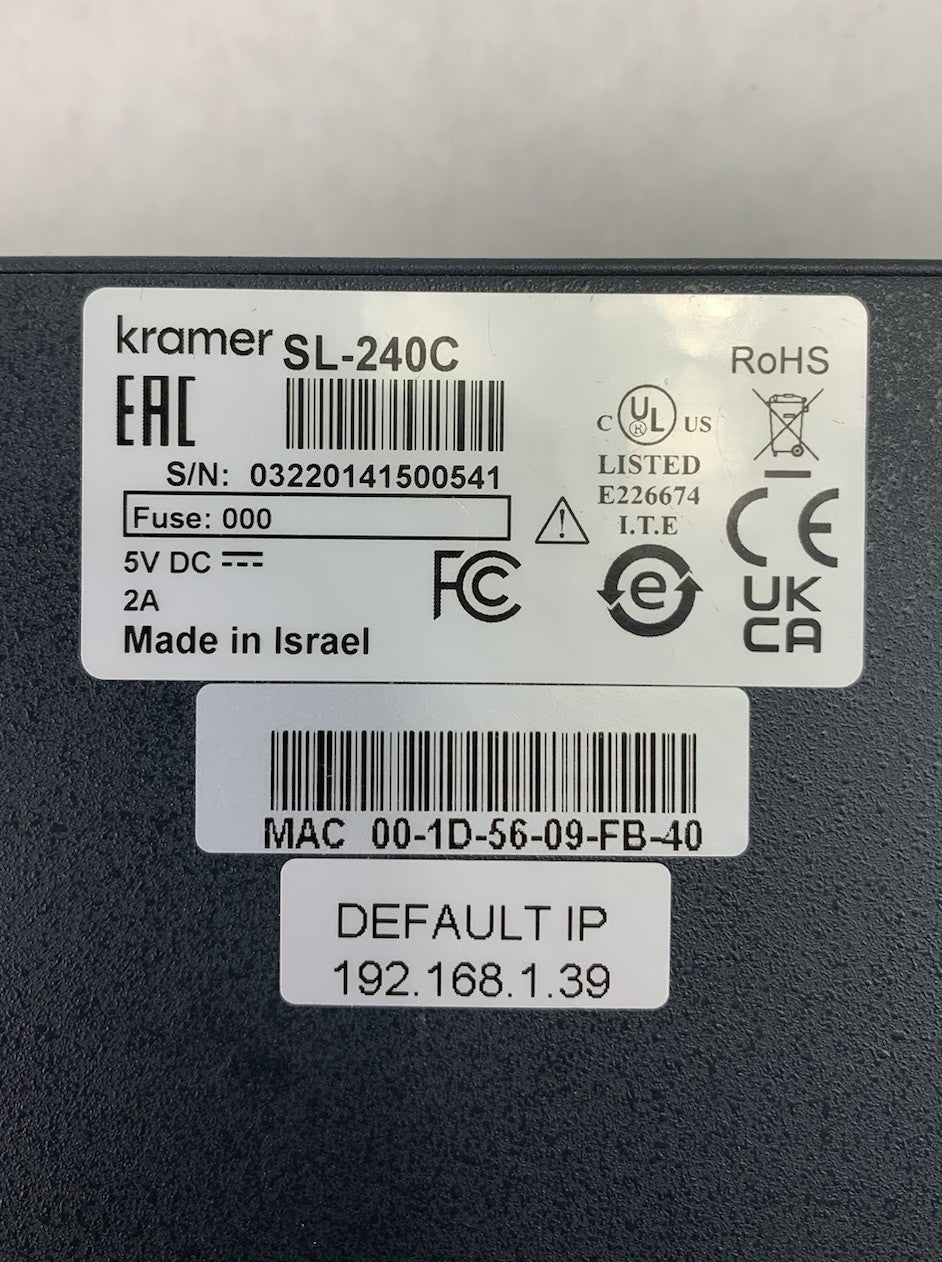 kramer SL-240C
RoHS
EAC
S/N: 03220141500541
C UL ® US
LISTED
E226674
I.T.E
Fuse: 000
5V DC
2A
FC
e
CE
UK
CA
Made in Israel
MAC 00-1D-56-09-FB-40
DEFAULT IP
192.168.1.39